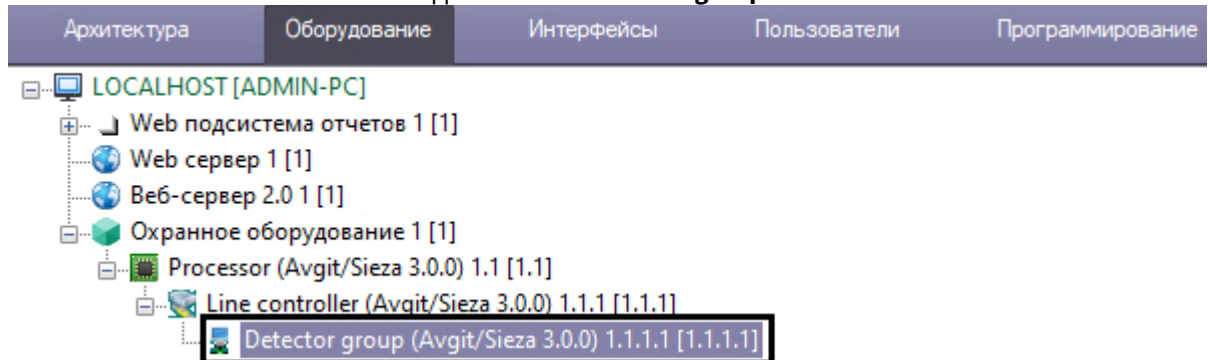 Архитектура Оборудование Интерфейсы Пользователи Программирование
LOCALHOST [ADMIN-PC]
Web подсистема отчетов 1 [1]
Web сервер 1 [1]
Веб-сервер 2.0 1 [1]
Охранное оборудование 1 [1]
Processor (Avgit/Sieza 3.0.0) 1.1 [1.1]
Line controller (Avgit/Sieza 3.0.0) 1.1.1 [1.1.1]
Detector group (Avgit/Sieza 3.0.0) 1.1.1.1 [1.1.1.1]